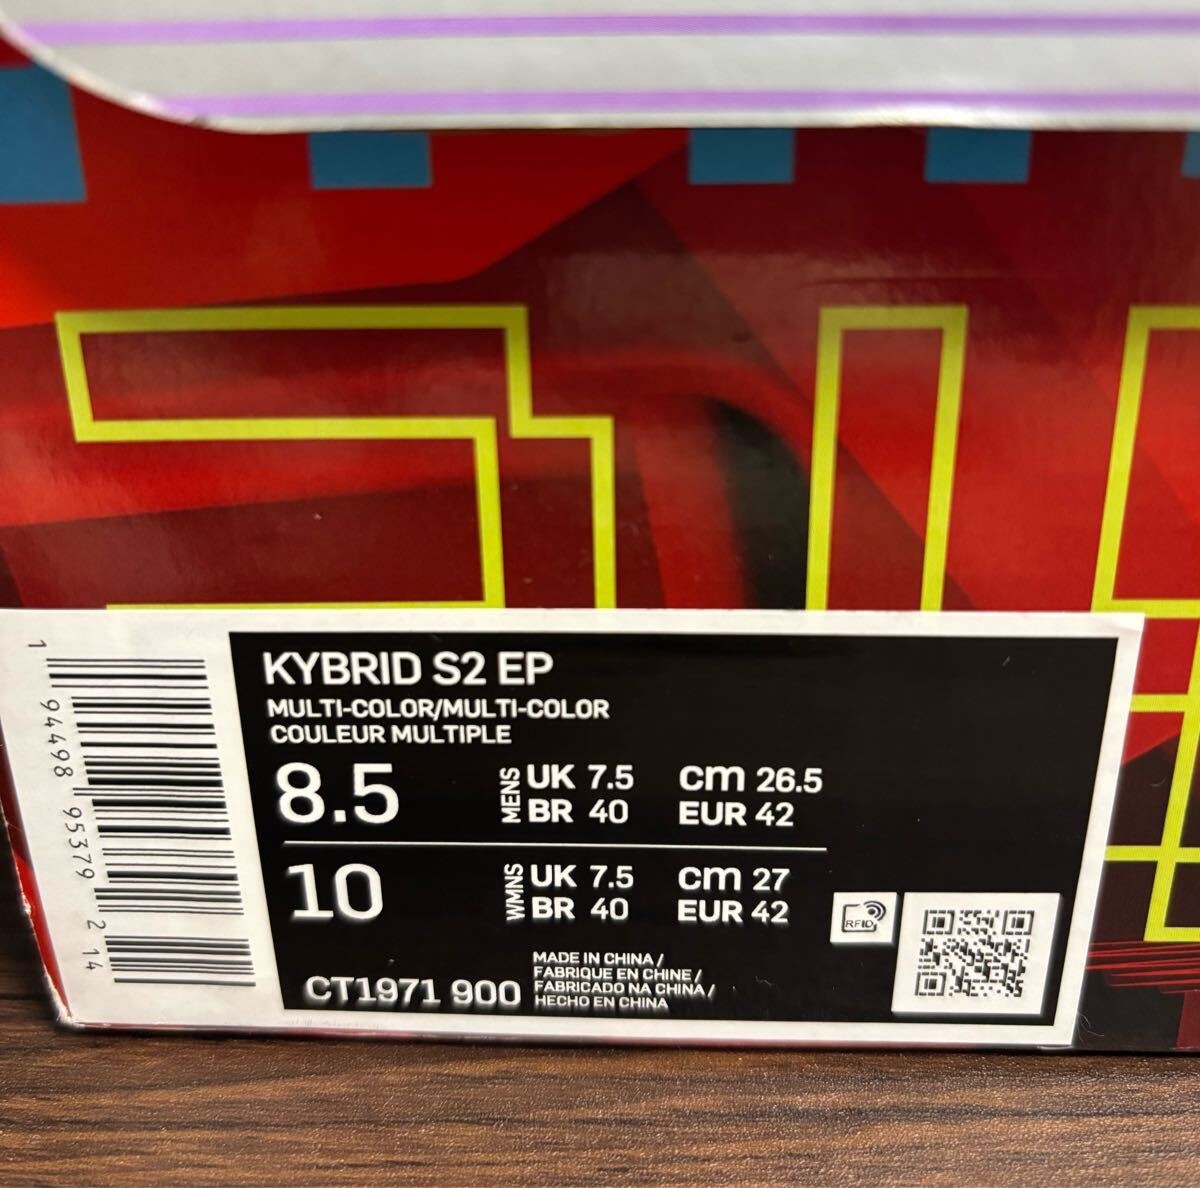 KYBRID S2 EP
MULTI-COLOR/MULTI-COLOR
COULEUR MULTIPLE
8.5 MENS UK 7.5 cm 26.5
BR 40 EUR 42
10 WMNS UK 7.5 cm 27
BR 40 EUR 42
RFID
CT1971 900
MADE IN CHINA /
FABRIQUE EN CHINE /
FABRICADO NA CHINA /
HECHO EN CHINA
1 94498 95379 2 14